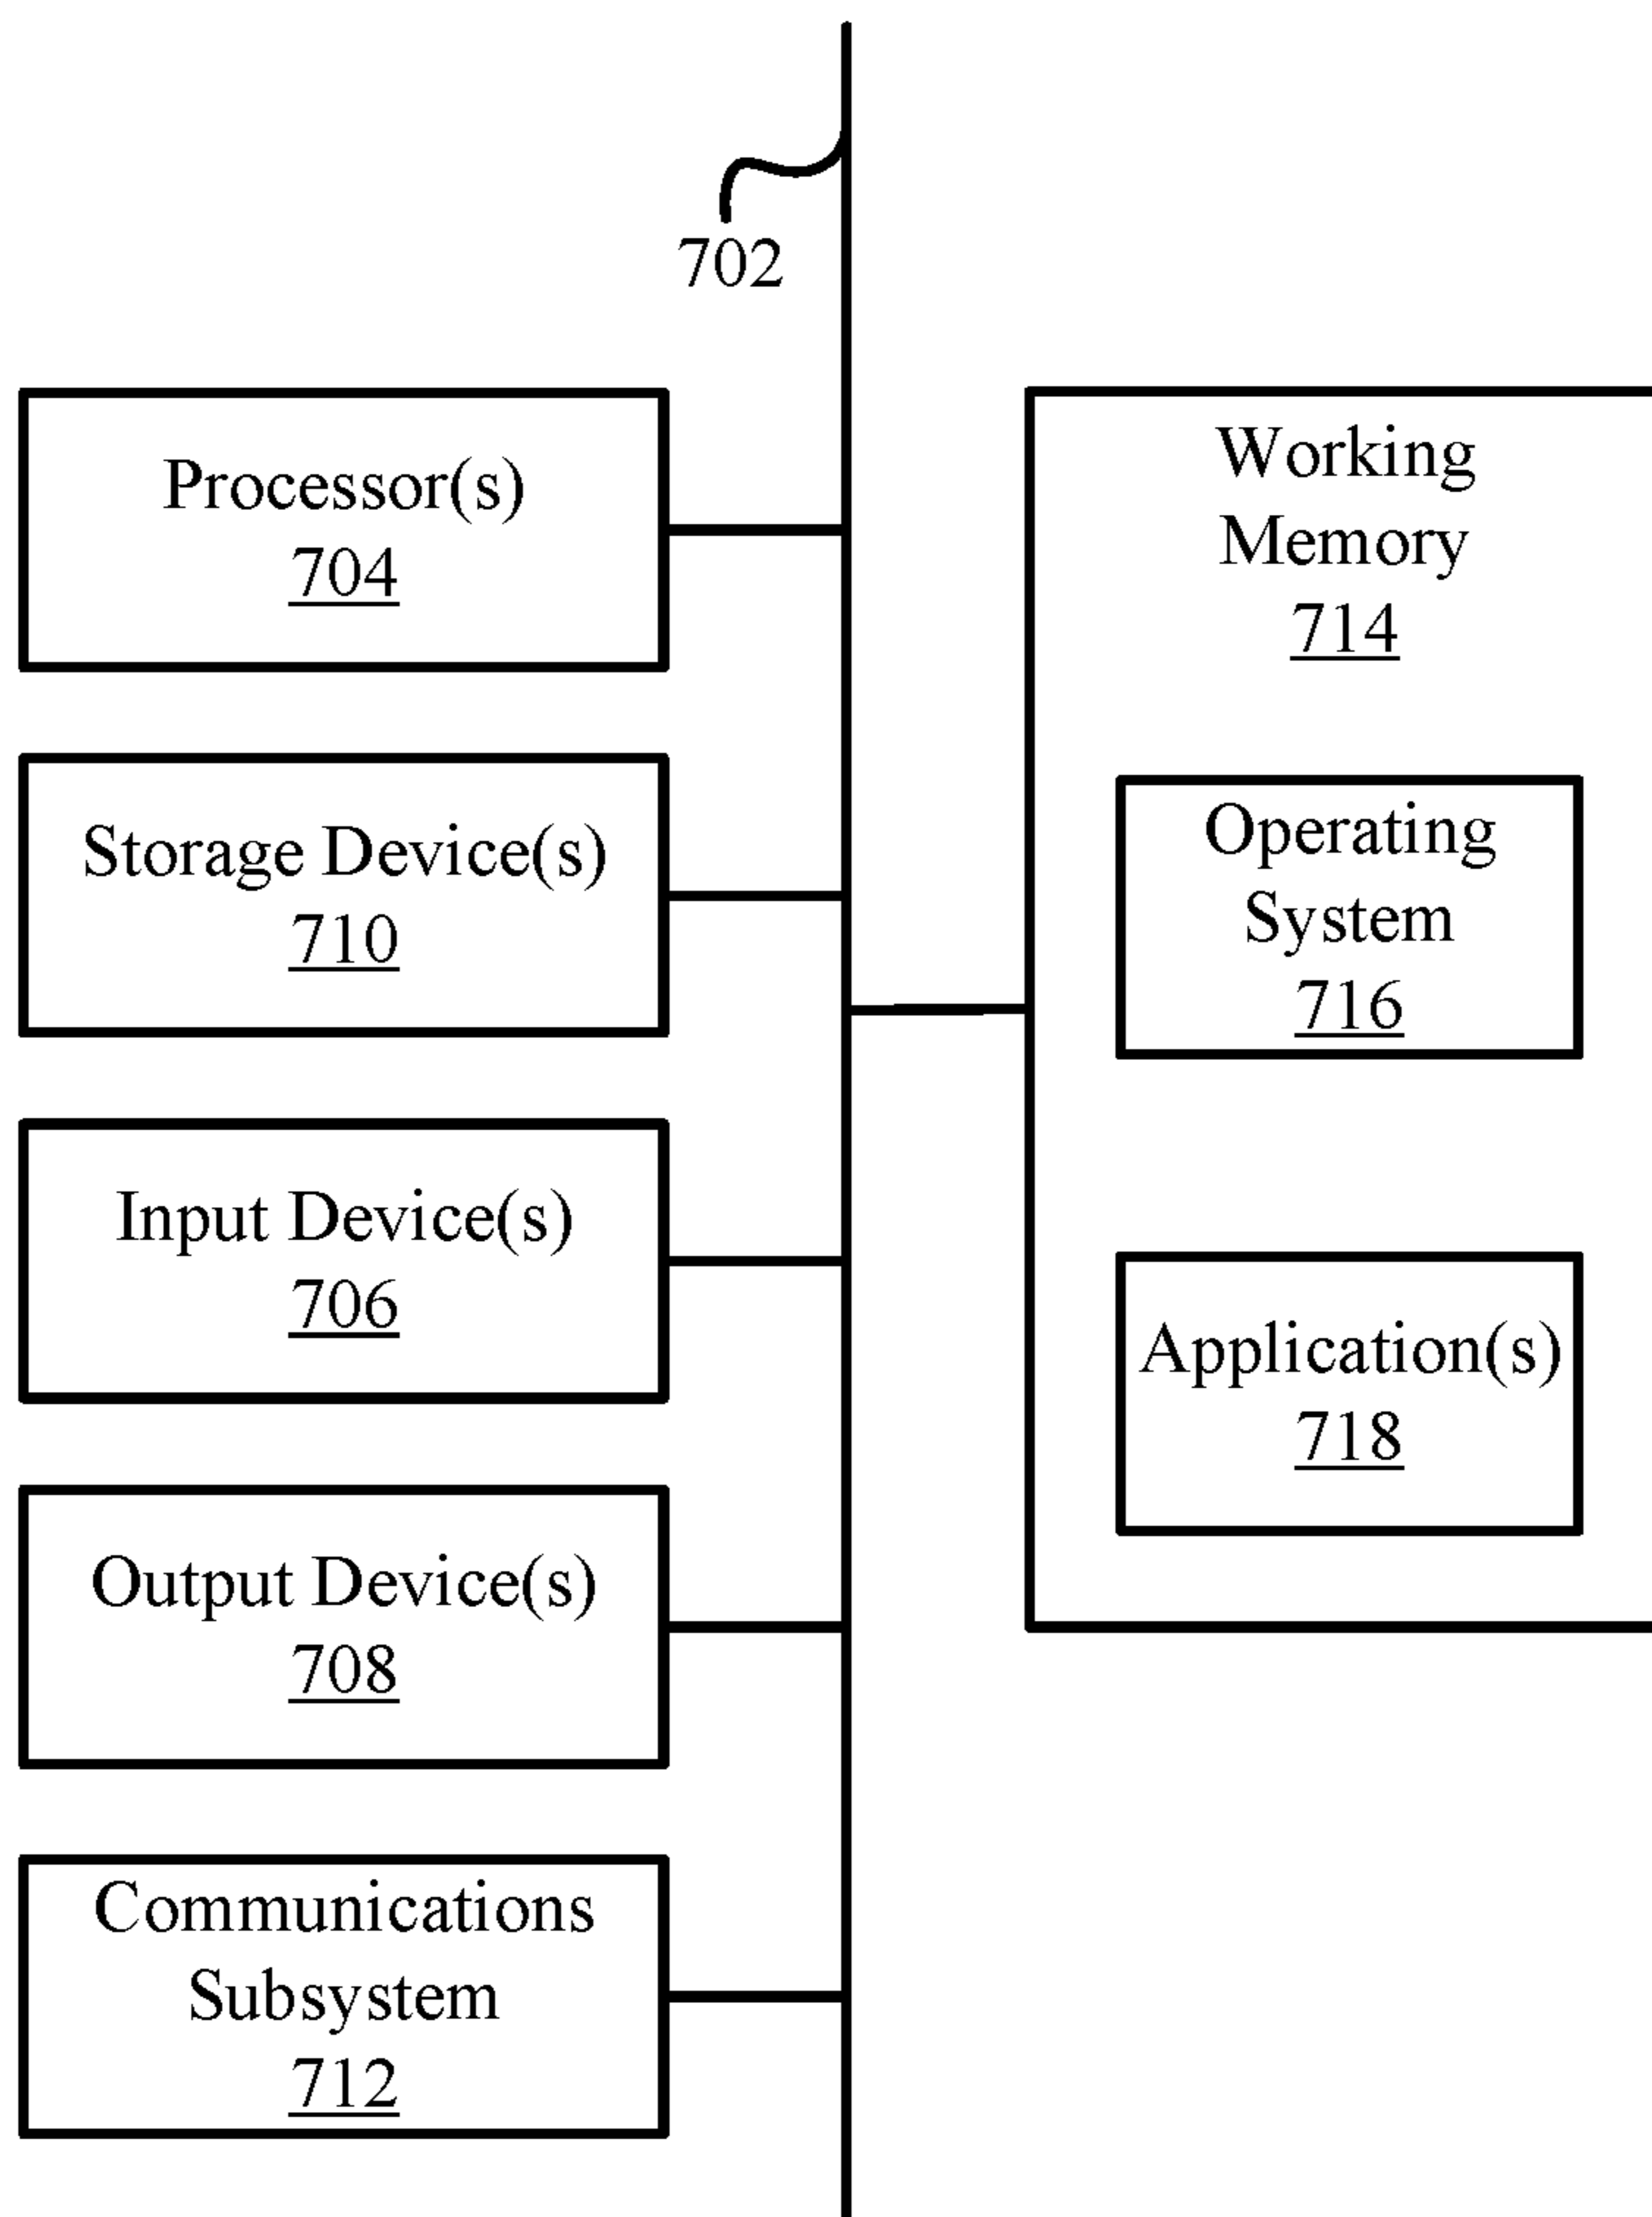 702
Processor(s)
704
Storage Device(s)
710
Input Device(s)
706
Output Device(s)
708
Communications
Subsystem
712
Working
Memory
714
Operating
System
716
Application(s)
718